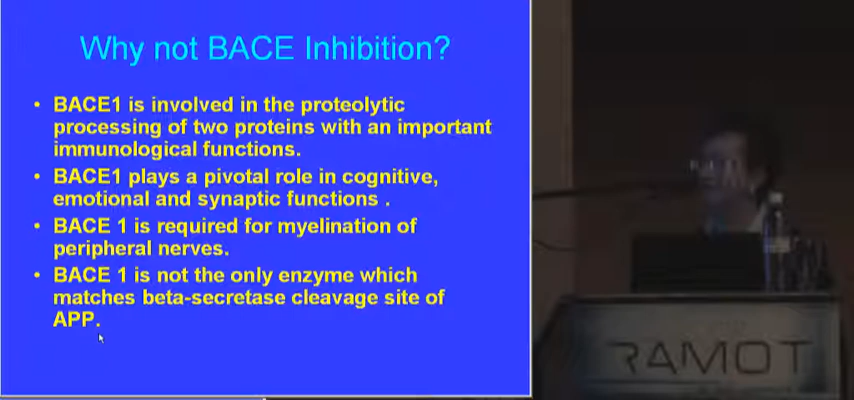 Why not BACE Inhibition?
• BACE1 is involved in the proteolytic
processing of two proteins with an important
immunological functions.
• BACE1 plays a pivotal role in cognitive,
emotional and synaptic functions .
• BACE 1 is required for myelination of
peripheral nerves.
• BACE 1 is not the only enzyme which
matches beta-secretase cleavage site of
APP.
RAMOT